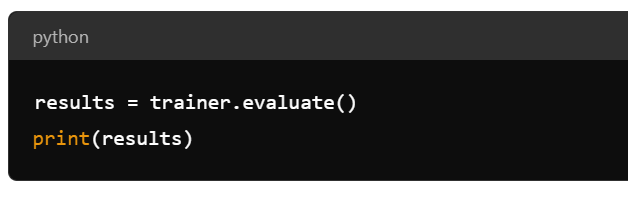 python
results = trainer.evaluate()
print(results)